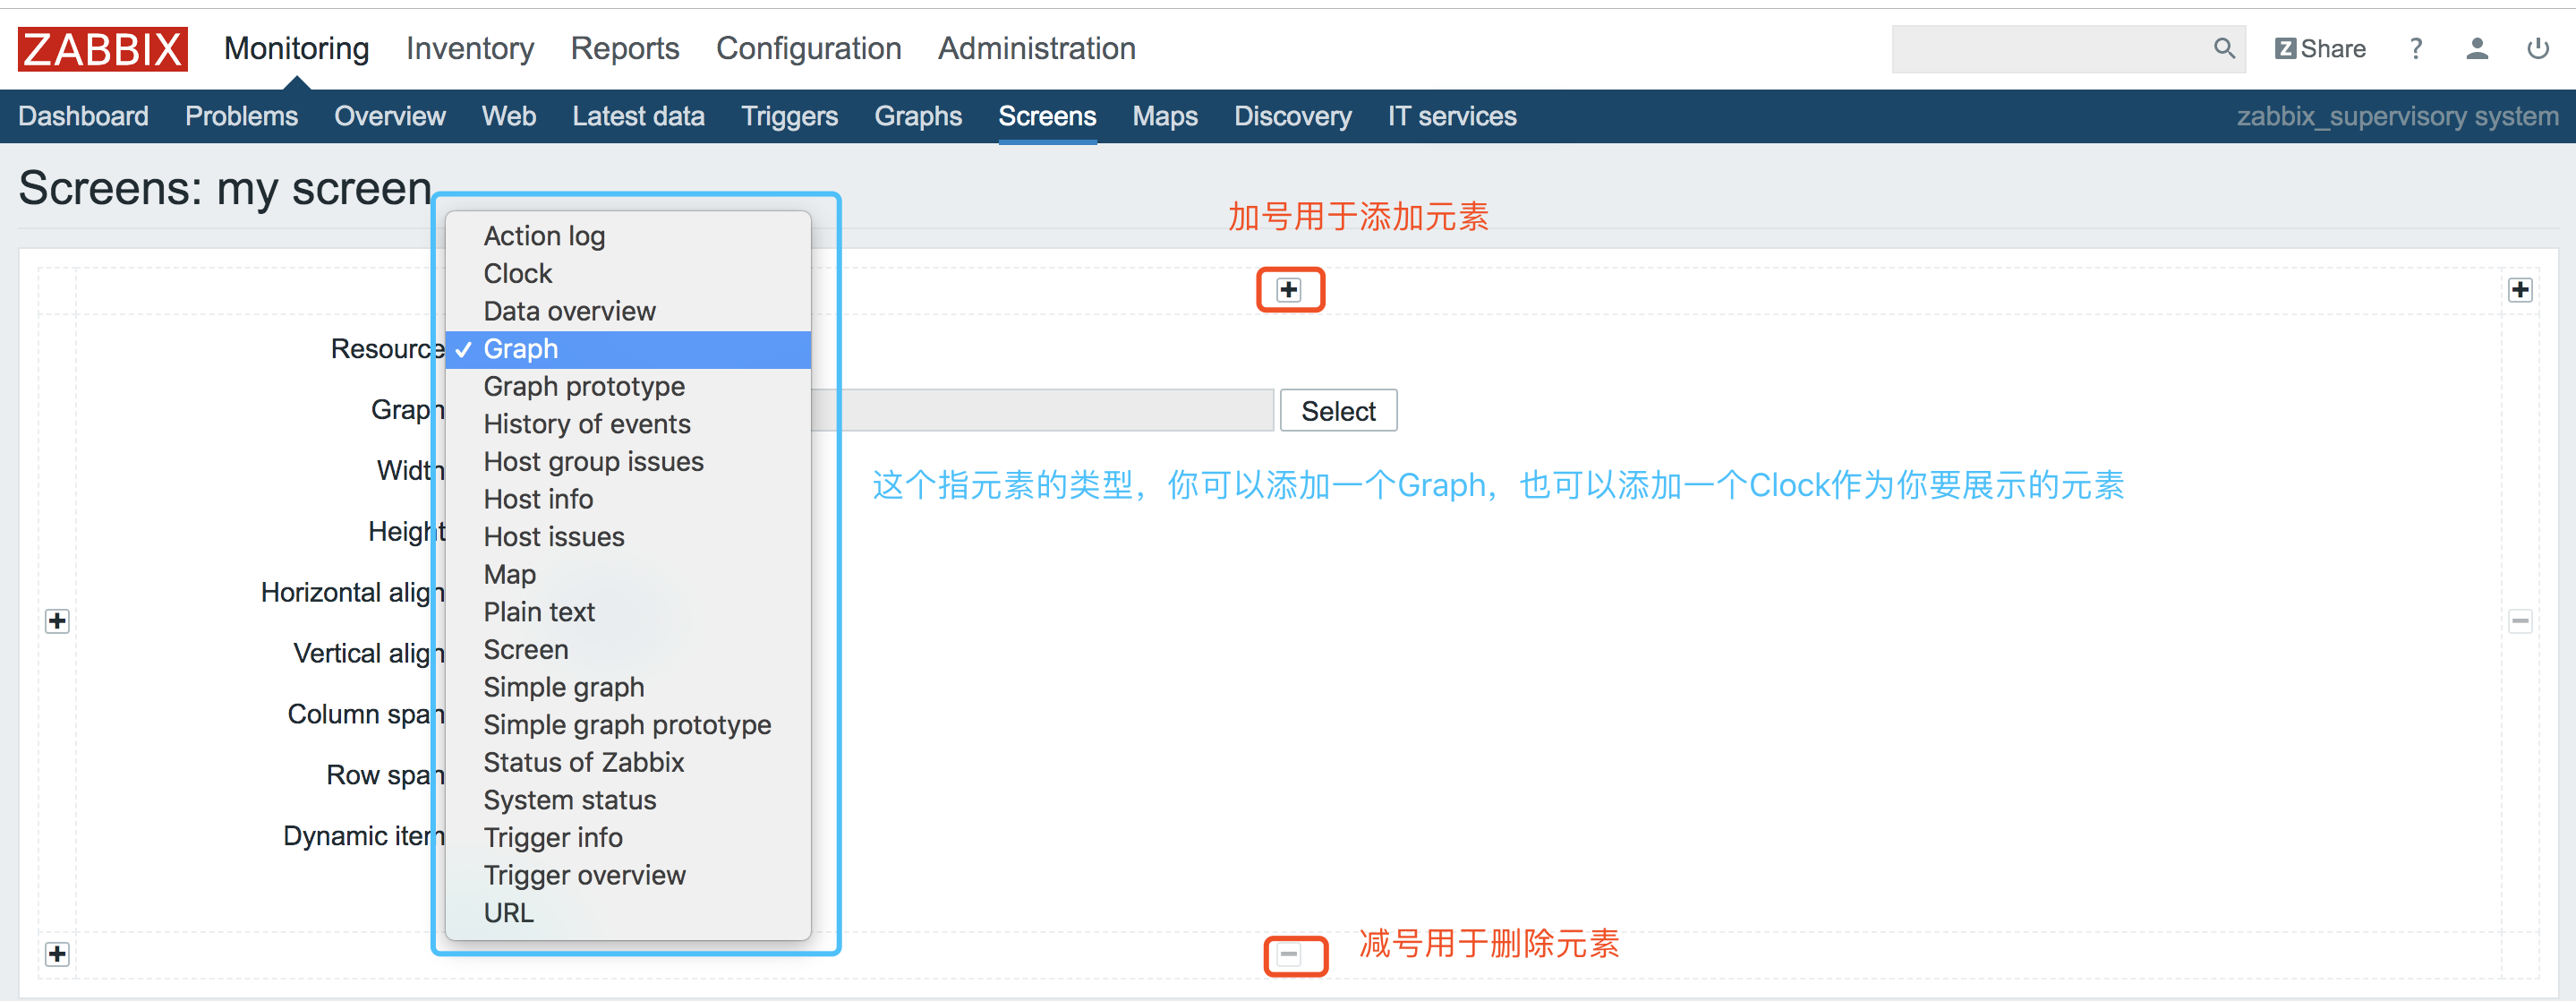 ZABBIX Monitoring Inventory Reports Configuration Administration Z Share ?
Dashboard Problems Overview Web Latest data Triggers Graphs Screens Maps Discovery IT services zabbix_supervisory system
Screens: my screen
加号用于添加元素
Action log
Clock
Data overview
Resource ✓ Graph
Graph prototype
Graph Select
History of events
Host group issues
Width
这个指元素的类型，你可以添加一个Graph，也可以添加一个Clock作为你要展示的元素
Host info
Height Host issues
Map
Horizontal align
Plain text
Vertical align Screen
Simple graph
Column span Simple graph prototype
Status of Zabbix
Row span
System status
Dynamic item Trigger info
Trigger overview
URL
减号用于删除元素